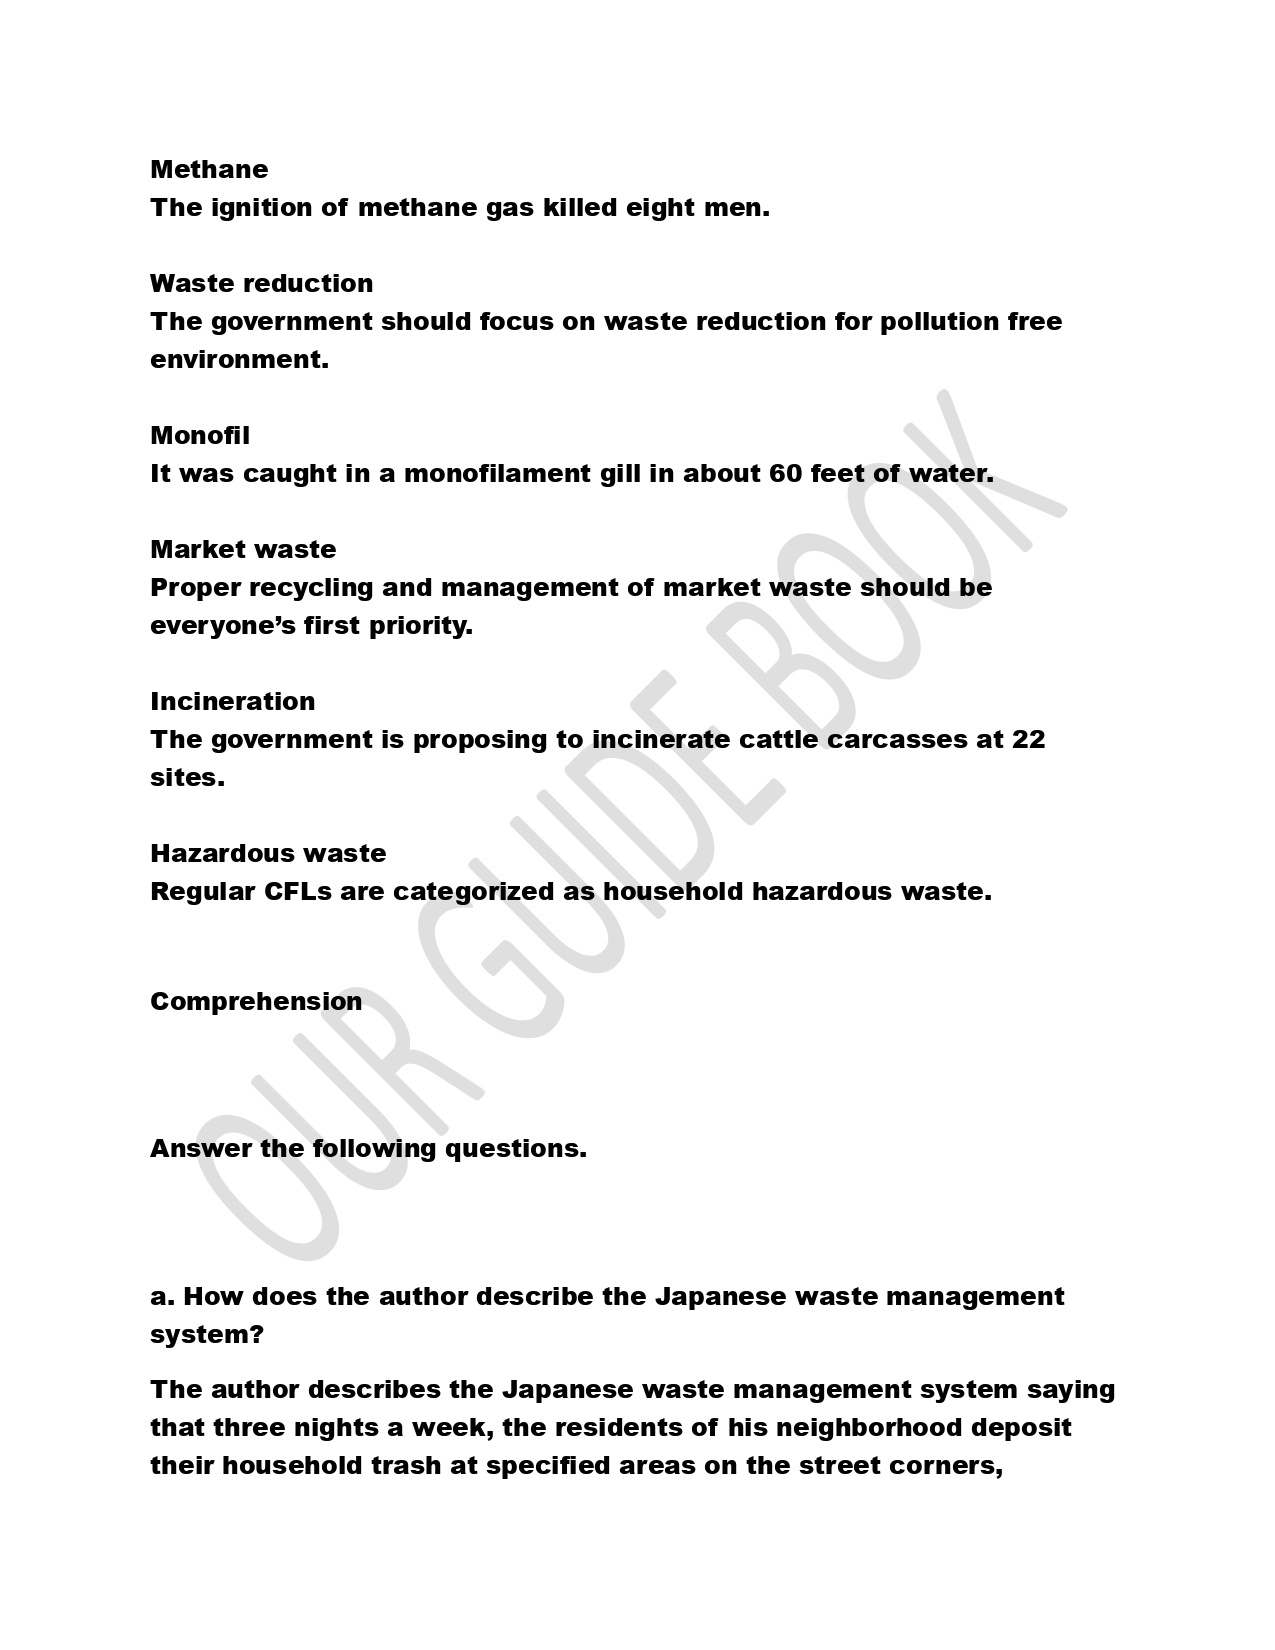 Methane
The ignition of methane gas killed eight men.
Waste reduction
The government should focus on waste reduction for pollution free
environment.
Monofil
It was caught in a monofilament gill in about 60 feet of water.
Market waste
Proper recycling and management of market waste should be
everyone’s first priority.
Incineration
The government is proposing to incinerate cattle carcasses at 22
sites.
Hazardous waste
Regular CFLs are categorized as household hazardous waste.
Comprehension
Answer the following questions.
a. How does the author describe the Japanese waste management
system?
The author describes the Japanese waste management system saying
that three nights a week, the residents of his neighborhood deposit
their household trash at specified areas on the street corners,
OUR GUIDE BOOK